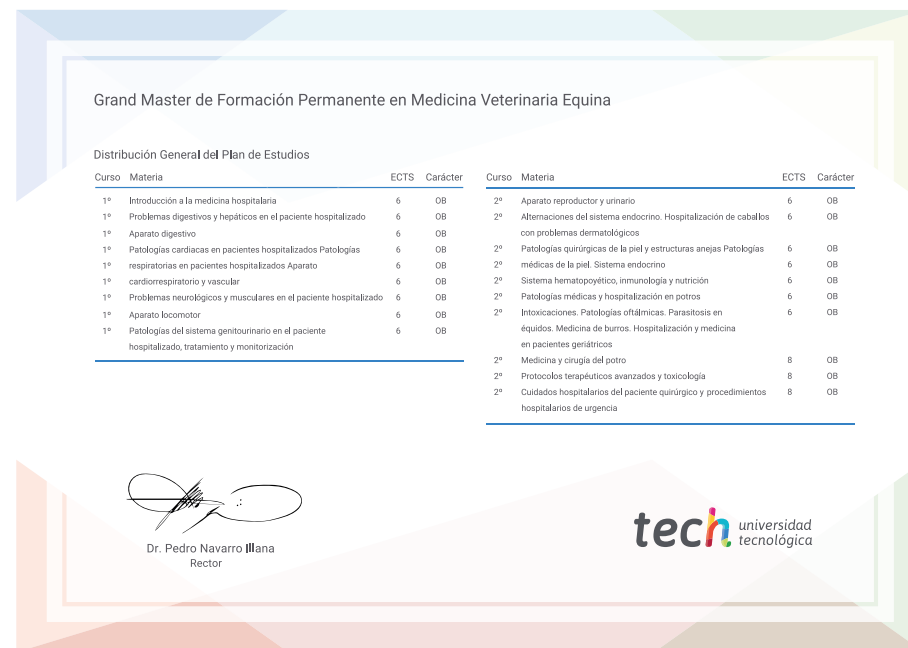 Grand Master de Formación Permanente en Medicina Veterinaria Equina
Distribución General del Plan de Estudios
Curso Materia ECTS Carácter
1º Introducción a la medicina hospitalaria 6 OB
1º Problemas digestivos y hepáticos en el paciente hospitalizado 6 OB
1º Aparato digestivo 6 OB
1º Patologías cardiacas en pacientes hospitalizados Patologías 6 OB
1º respiratorias en pacientes hospitalizados Aparato 6 OB
1º cardiorrespiratorio y vascular 6 OB
1º Problemas neurológicos y musculares en el paciente hospitalizado 6 OB
1º Aparato locomotor 6 OB
1º Patologías del sistema genitourinario en el paciente 6 OB
hospitalizado, tratamiento y monitorización
Curso Materia ECTS Carácter
2º Aparato reproductor y urinario 6 OB
2º Alternaciones del sistema endocrino. Hospitalización de caballos 6 OB
con problemas dermatológicos
2º Patologías quirúrgicas de la piel y estructuras anejas Patologías 6 OB
2º médicas de la piel. Sistema endocrino 6 OB
2º Sistema hematopoyético, inmunología y nutrición 6 OB
2º Patologías médicas y hospitalización en potros 6 OB
2º Intoxicaciones. Patologías oftálmicas. Parasitosis en 6 OB
équidos. Medicina de burros. Hospitalización y medicina
en pacientes geriátricos
2º Medicina y cirugía del potro 8 OB
2º Protocolos terapéuticos avanzados y toxicología 8 OB
2º Cuidados hospitalarios del paciente quirúrgico y procedimientos 8 OB
hospitalarios de urgencia
Dr. Pedro Navarro Illana
Rector
tech universidad
tecnológica